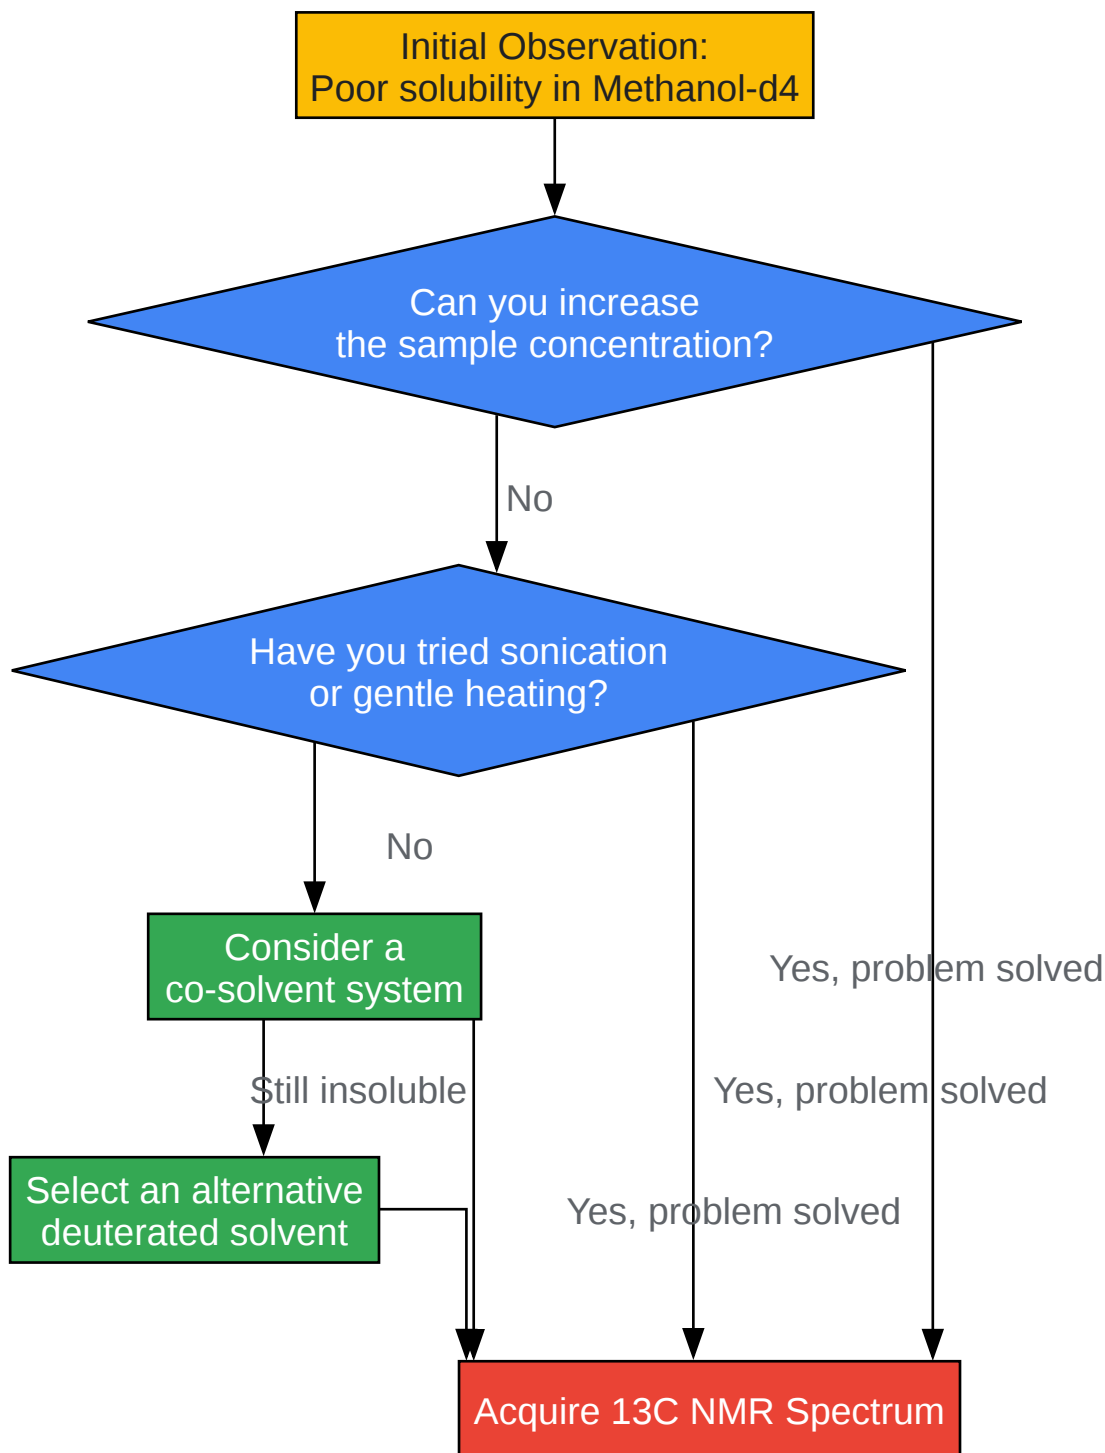 Initial Observation:
Poor solubility in Methanol-d4
Can you increase
the sample concentration?
No
Have you tried sonication
or gentle heating?
No
Consider a
co-solvent system
Yes, problem solved
Still insoluble
Yes, problem solved
Select an alternative
deuterated solvent
Yes, problem solved
Acquire 13C NMR Spectrum